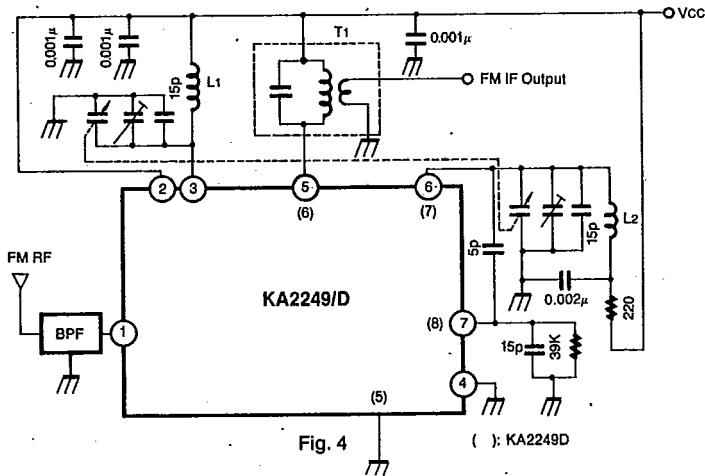 Vcc
0.001μ
0.001μ
15p
L1
T1
0.001μ
FM IF Output
2
3
5
6
(6)
(7)
FM RF
BPF
1
KA2249/D
5p
15p
L2
0.002μ
220
(8)
7
15p
39K
4
(5)
Fig. 4
( ): KA2249D